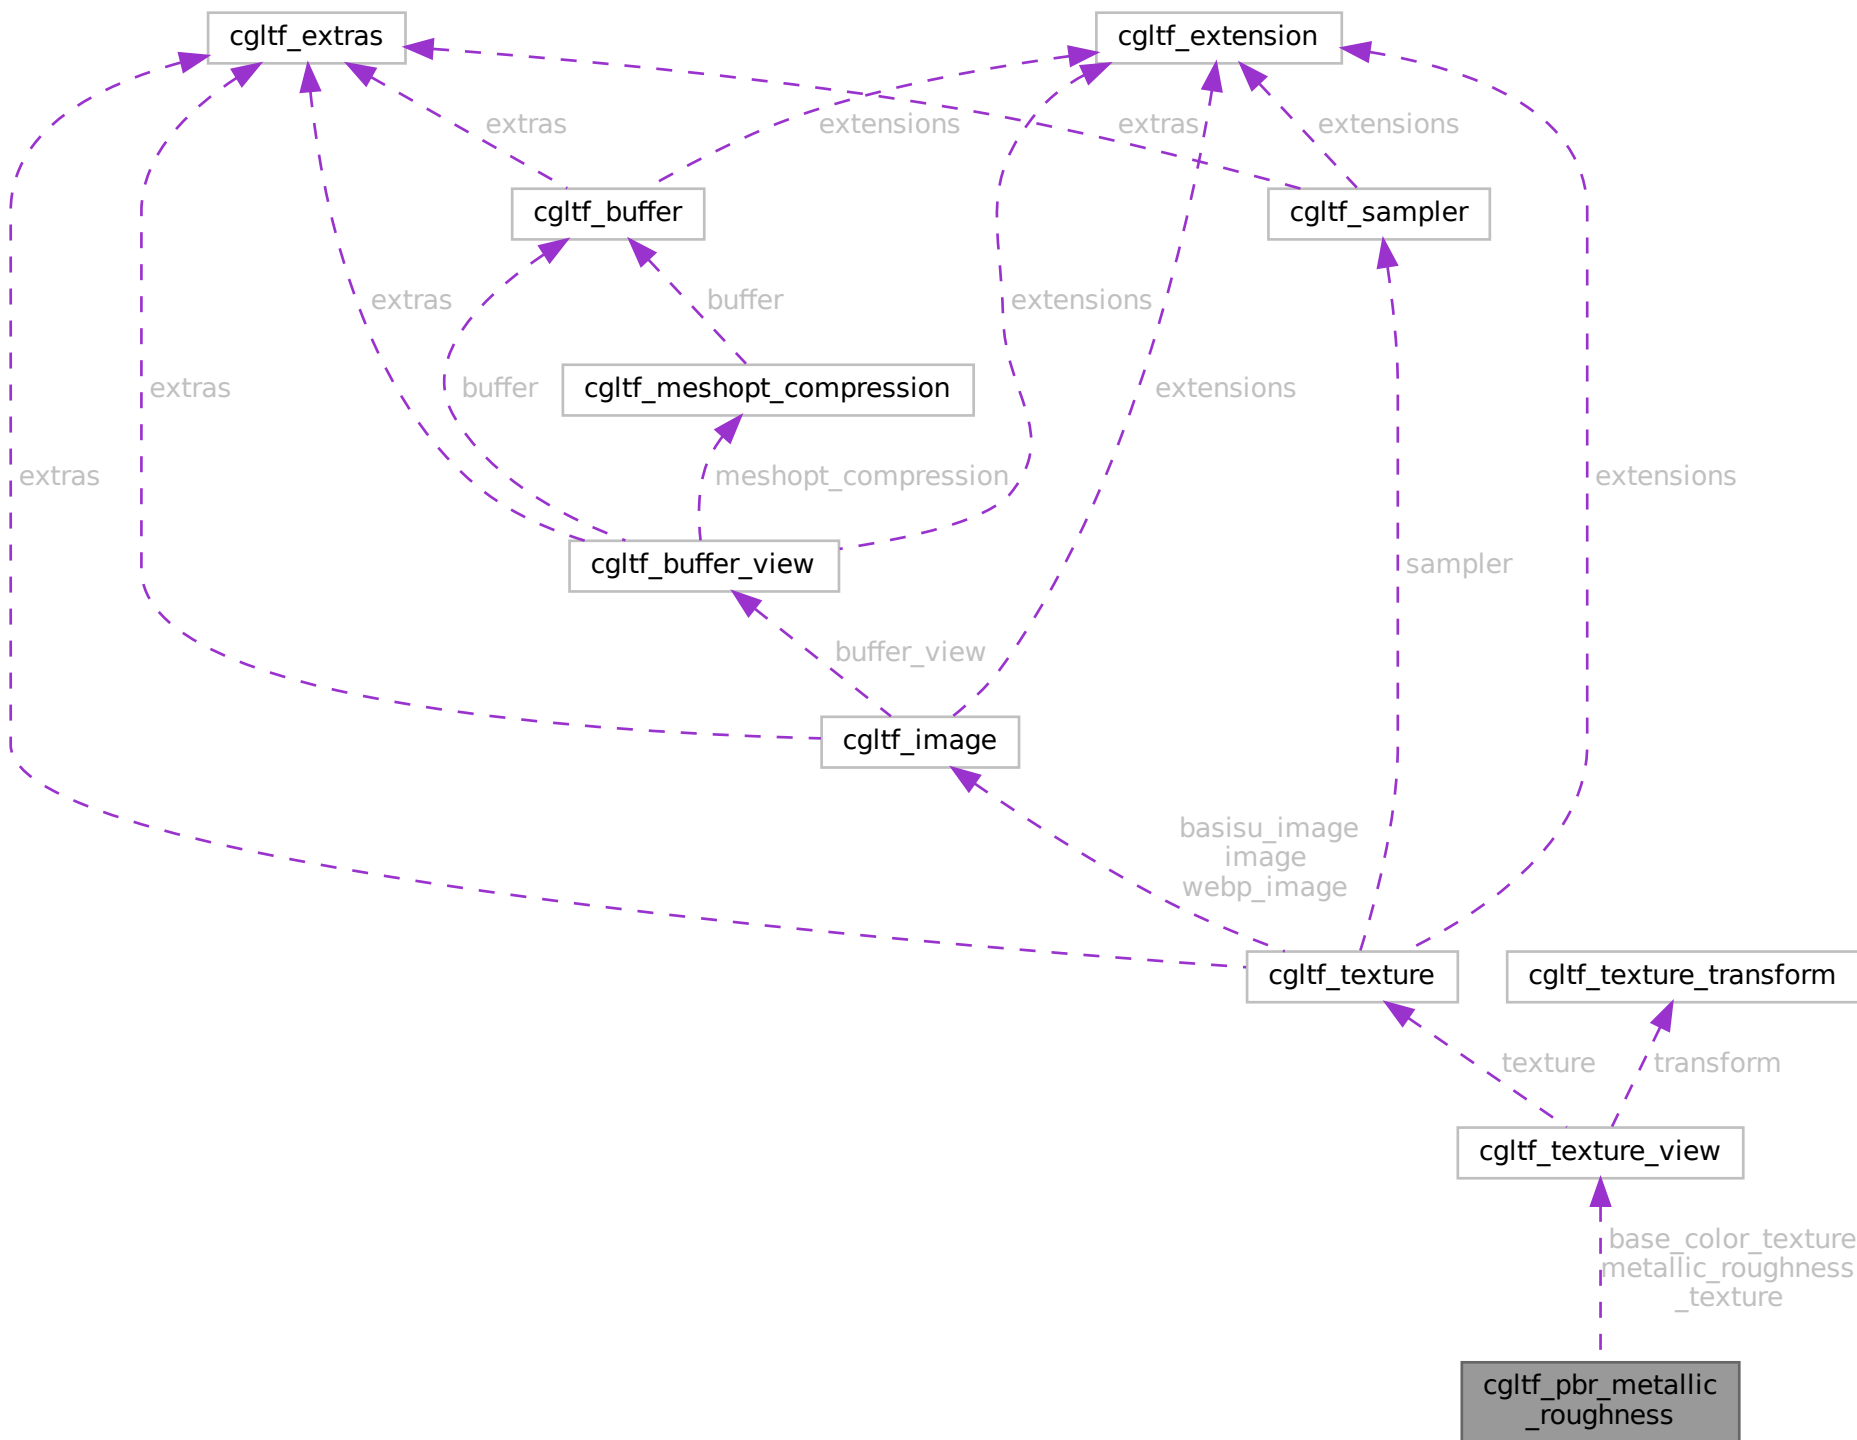 cgltf_extras
cgltf_extension
extras
extensions
extras
extensions
cgltf_buffer
cgltf_sampler
extras
buffer
extensions
extras
buffer
cgltf_meshopt_compression
extensions
extras
meshopt_compression
extensions
cgltf_buffer_view
sampler
buffer_view
cgltf_image
basisu_image
image
webp_image
cgltf_texture
cgltf_texture_transform
texture
transform
cgltf_texture_view
base_color_texture
metallic_roughness
_texture
cgltf_pbr_metallic
_roughness